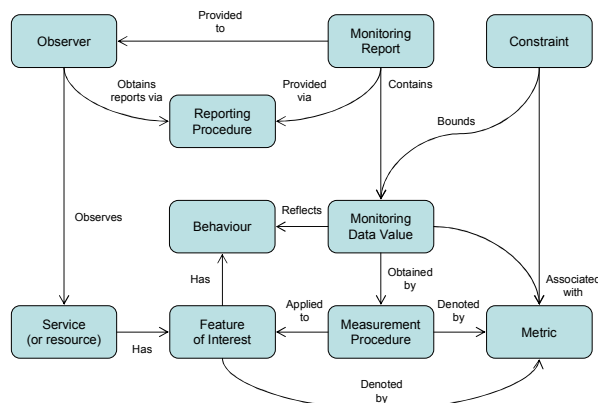 Provided
to
Observer
Monitoring
Report
Constraint
Obtains
reports via
Provided
via
Contains
Reporting
Procedure
Bounds
Observes
Behaviour
Reflects
Monitoring
Data Value
Has
Obtained
by
Associated
with
Service
(or resource)
Has
Feature
of Interest
Applied
to
Measurement
Procedure
Denoted
by
Metric
Denoted
by